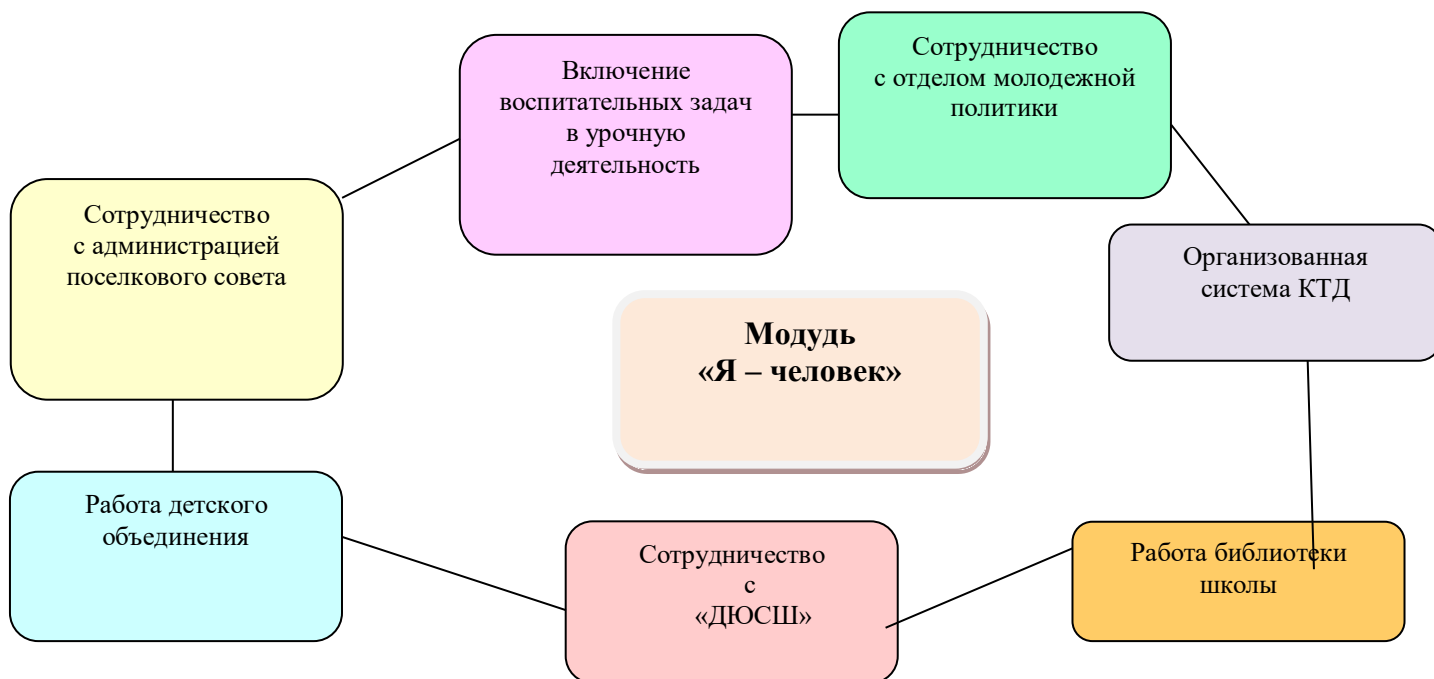 Включение
воспитательных задач
в урочную
деятельность
Сотрудничество
с отделом молодежной
политики
Сотрудничество
с администрацией
поселкового совета
Организованная
система КТД
Модудь
«Я – человек»
Работа детского
объединения
Сотрудничество
с
«ДЮСШ»
Работа библиотеки
школы